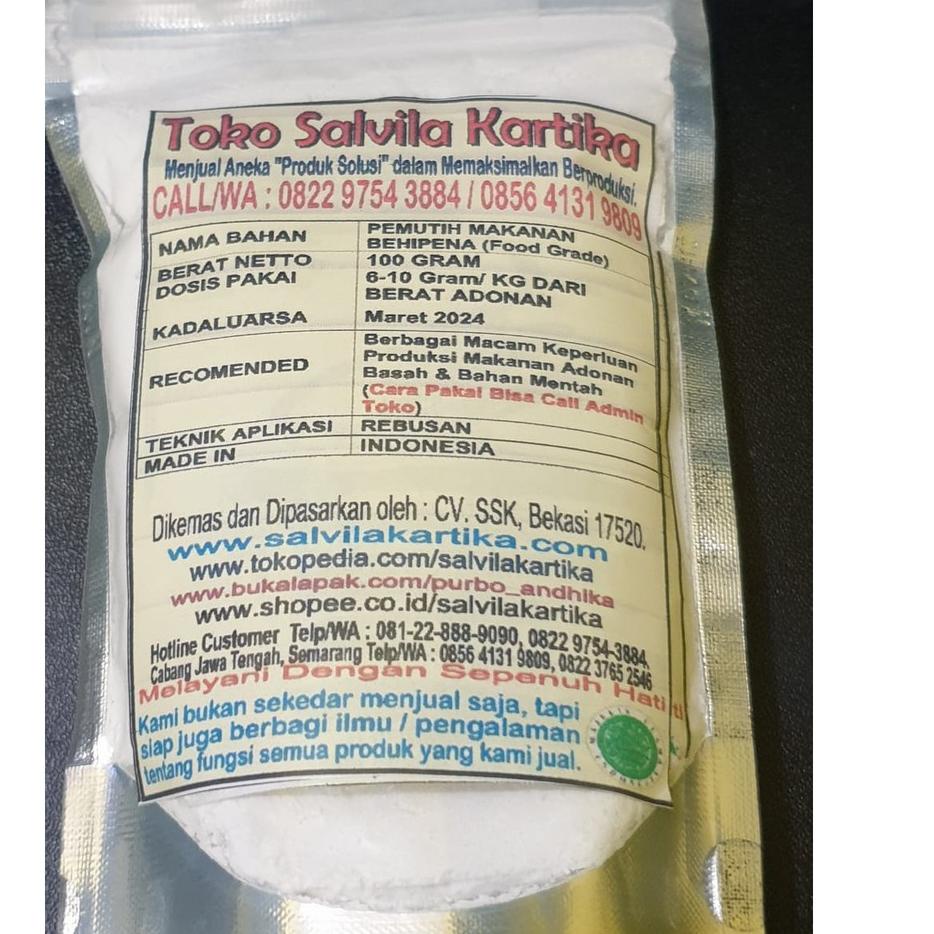 Toko Salvila Kartika
Menjual Aneka "Produk Solusi" dalam Memaksimalkan Berproduksi.
CALL/WA : 0822 9754 3884 / 0856 4131 9809
NAMA BAHAN PEMUTIH MAKANAN
BEHIPENA (Food Grade)
BERAT NETTO 100 GRAM
DOSIS PAKAI 6-10 Gram/ KG DARI
BERAT ADONAN
KADALUARSA Maret 2024
RECOMENDED Berbagai Macam Keperluan
Produksi Makanan Adonan
Basah & Bahan Mentah
(Cara Pakai Bisa Call Admin
Toko)
TEKNIK APLIKASI REBUSAN
MADE IN INDONESIA
Dikemas dan Dipasarkan oleh : CV. SSK, Bekasi 17520.
www.salvilakartika.com
www.tokopedia.com/salvilakartika
www.bukalapak.com/purbo_andhika
www.shopee.co.id/salvilakartika
Hotline Customer Telp/WA : 081-22-888-9090, 0822 9754-3884.
Cabang Jawa Tengah, Semarang Telp/WA : 0856 4131 9809, 0822 3765 2546
Melayani Dengan Sepenuh Hati
Kami bukan sekedar menjual saja, tapi
siap juga berbagi ilmu / pengalaman
tentang fungsi semua produk yang kami jual.